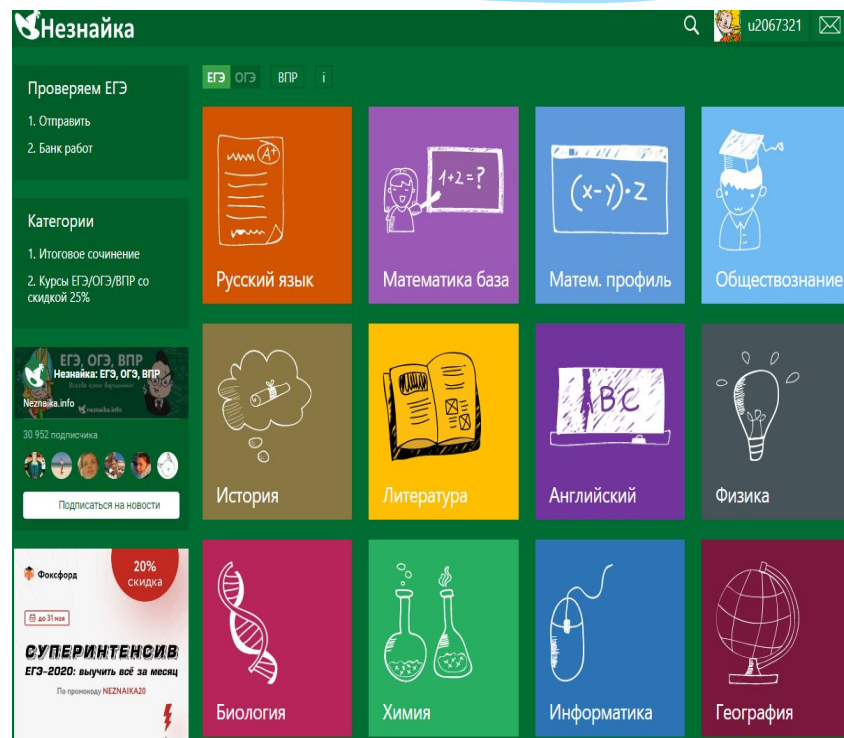 Незнайка
u2067321
Проверяем ЕГЭ
1. Отправить
2. Банк работ
Категории
1. Итоговое сочинение
2. Курсы ЕГЭ/ОГЭ/ВПР со
скидкой 25%
ЕГЭ, ОГЭ, ВПР
Незнайка: ЕГЭ, ОГЭ, ВПР
Neznaika.info
neznaika.info
30 952 подписчика
Подписаться на новости
Фоксфорд
20%
скидка
до 31 мая
СУПЕРИНТЕНСИВ
ЕГЭ-2020: выучить всё за месяц
По промокоду NEZNAIKA20
ЕГЭ ОГЭ ВПР i
A+
Русский язык
1+2=?
Математика база
(x-y)·z
Матем. профиль
Обществознание
История
Литература
ABC
Английский
Физика
Биология
Химия
Информатика
География